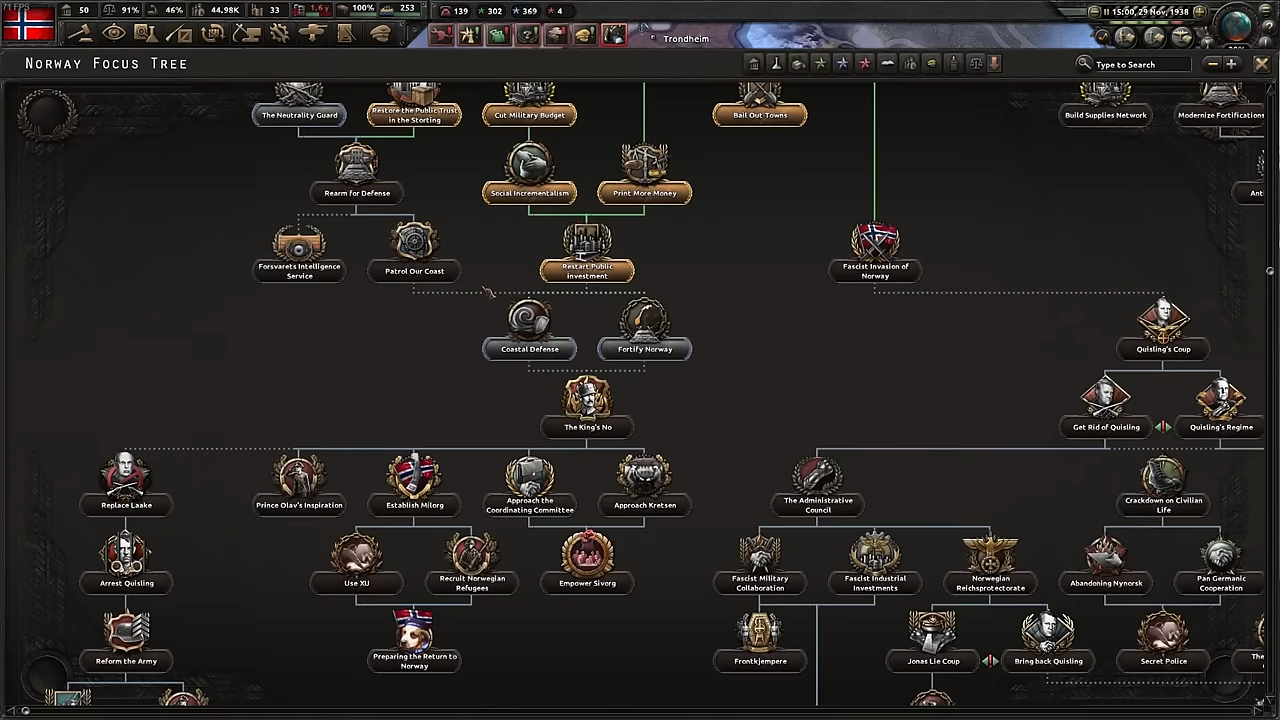 71 FPS
50
91%
46%
44.98K
33
1.6y
100%
253
139
302
369
4
15:00, 29 Nov, 1938
Trondheim
Norway Focus Tree
Type to Search
The Neutrality Guard
Restore the Public Trust
in the Storting
Cut Military Budget
Bail Out Towns
Build Supplies Network
Modernize Fortifications
Rearm for Defense
Social Incrementalism
Print More Money
Forsvarets Intelligence
Service
Patrol Our Coast
Restart Public
Investment
Fascist Invasion of
Norway
Coastal Defense
Fortify Norway
Quisling's Coup
The King's No
Get Rid of Quisling
Quisling's Regime
Replace Laake
Prince Olav's Inspiration
Establish Milorg
Approach the
Coordinating Committee
Approach Kretsen
The Administrative
Council
Crackdown on Civilian
Life
Arrest Quisling
Use XU
Recruit Norwegian
Refugees
Empower Sivorg
Fascist Military
Collaboration
Fascist Industrial
Investments
Norwegian
Reichsprotectorate
Abandoning Nynorsk
Pan Germanic
Cooperation
Reform the Army
Preparing the Return to
Norway
Frontkjempere
Jonas Lie Coup
Bring back Quisling
Secret Police